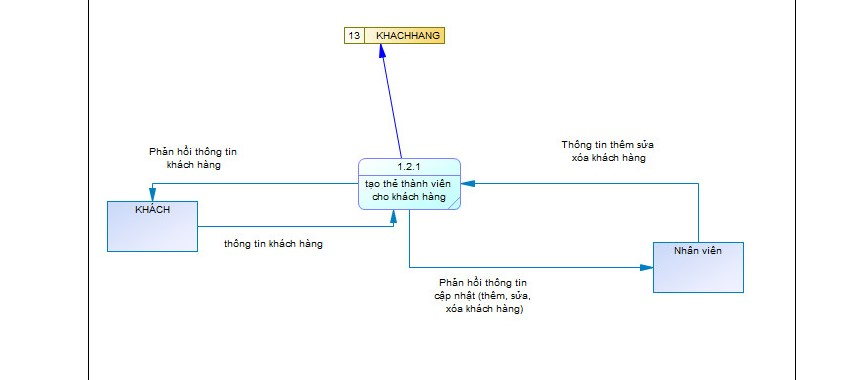 13 KHACHHANG
Phản hồi thông tin
khách hàng
Thông tin thêm sửa
xóa khách hàng
1.2.1
tạo thẻ thành viên
cho khách hàng
KHÁCH
thông tin khách hàng
Nhân viên
Phản hồi thông tin
cập nhật (thêm, sửa,
xóa khách hàng)